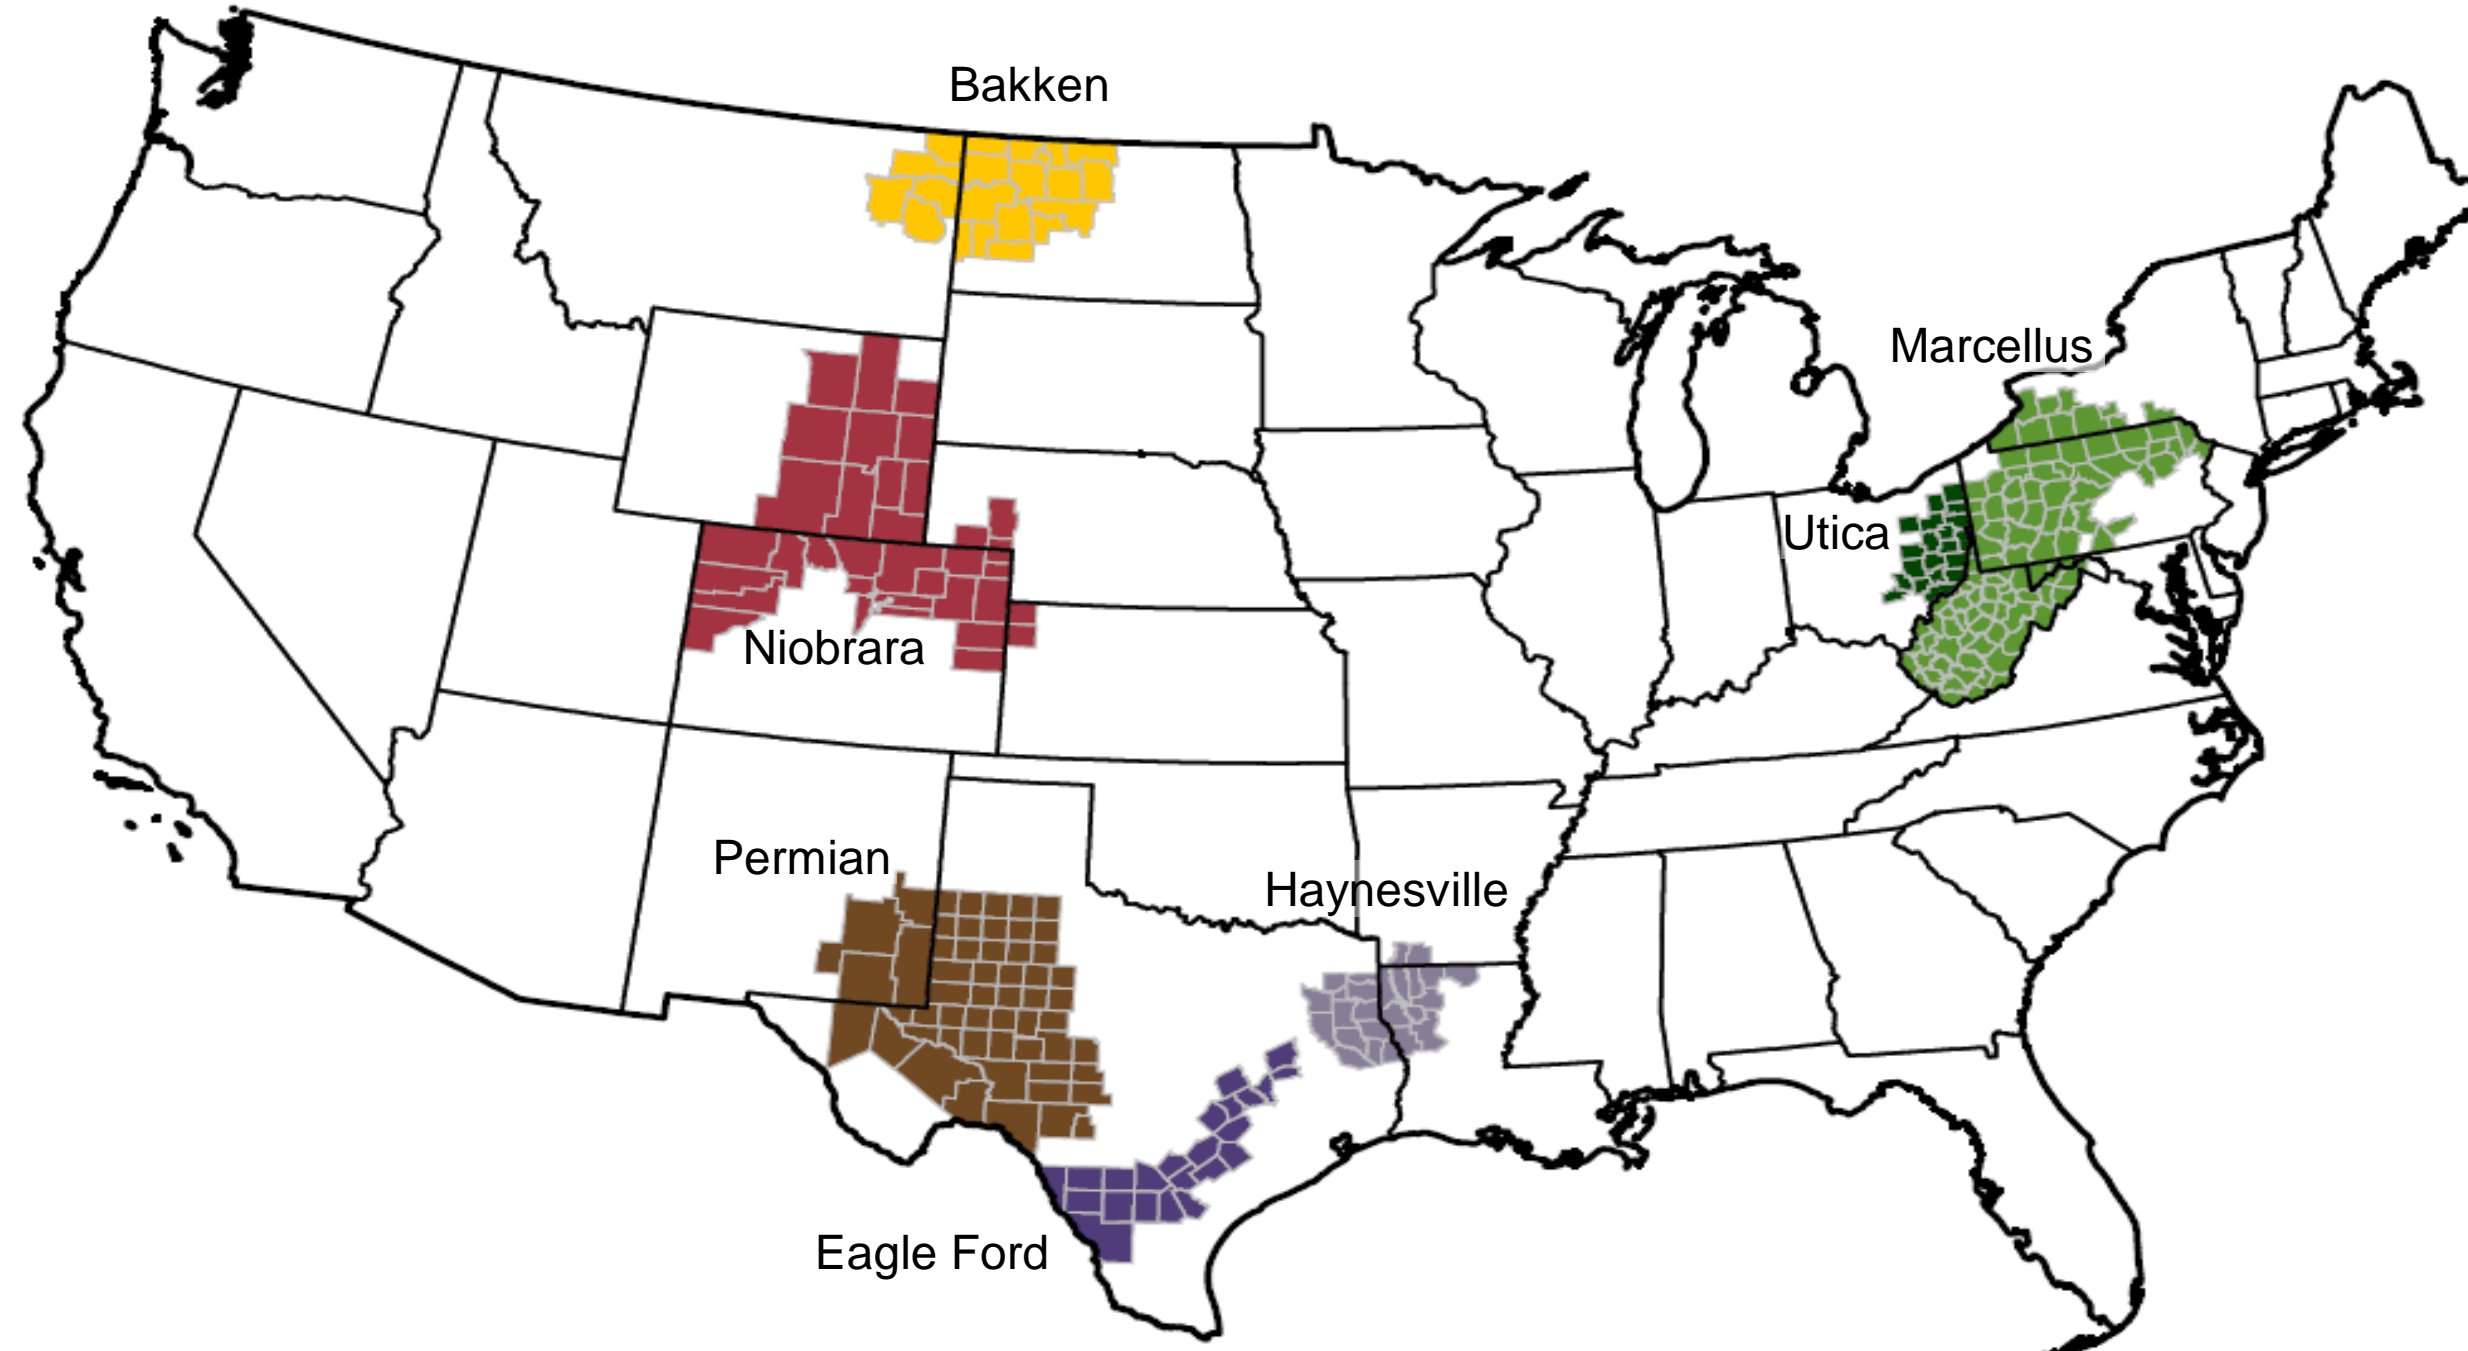 Bakken
Marcellus
Utica
Niobrara
Permian
Haynesville
Eagle Ford